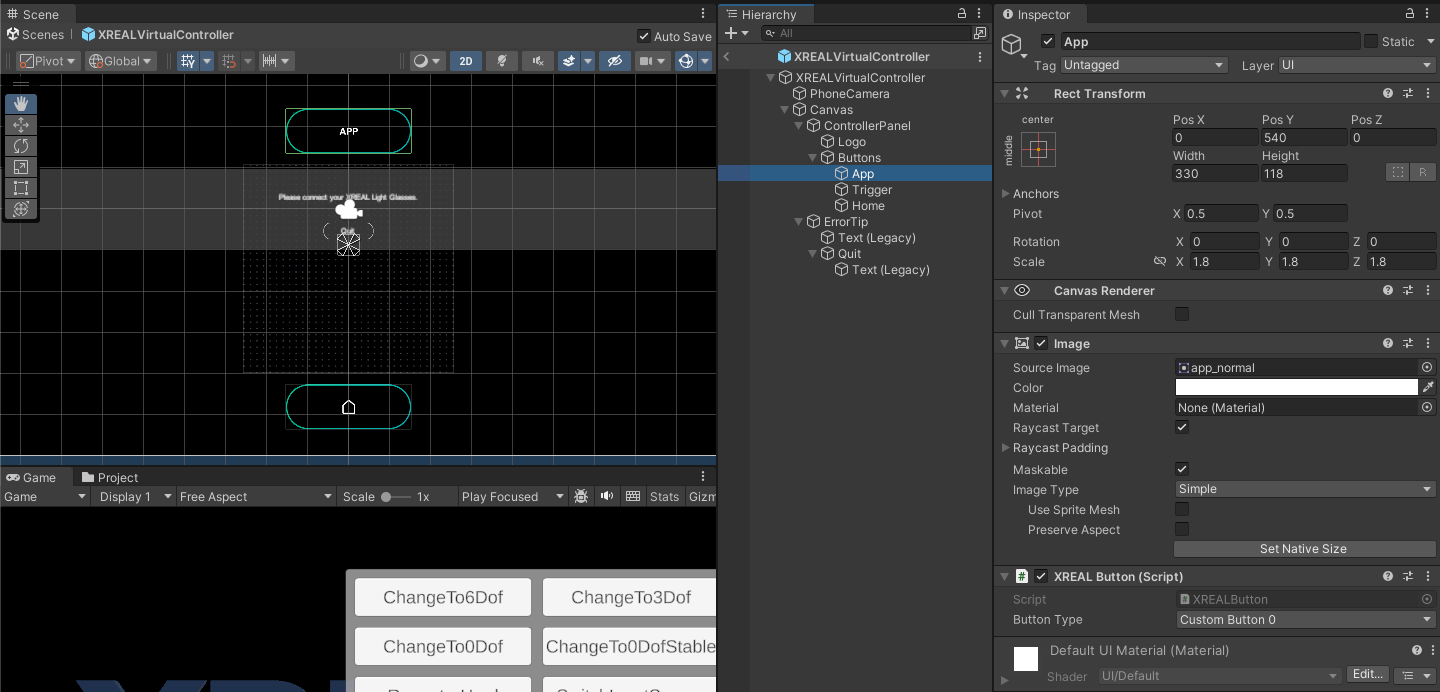 Scene
Scenes
XREALVirtualController
Auto Save
Pivot
Global
2D
APP
Please connect your XREAL Light Glasses.
Quit
Game
Project
Game
Display 1
Free Aspect
Scale
1x
Play Focused
Stats
Gizm
ChangeTo6Dof
ChangeTo3Dof
ChangeTo0Dof
ChangeTo0DofStable
Hierarchy
All
XREALVirtualController
XREALVirtualController
PhoneCamera
Canvas
ControllerPanel
Logo
Buttons
App
Trigger
Home
ErrorTip
Text (Legacy)
Quit
Text (Legacy)
Inspector
App
Static
Tag
Untagged
Layer
UI
Rect Transform
center
middle
Pos X
Pos Y
Pos Z
0
540
0
Width
Height
330
118
R
Anchors
Pivot
X 0.5
Y 0.5
Rotation
X 0
Y 0
Z 0
Scale
X 1.8
Y 1.8
Z 1.8
Canvas Renderer
Cull Transparent Mesh
Image
Source Image
app_normal
Color
Material
None (Material)
Raycast Target
Raycast Padding
Maskable
Image Type
Simple
Use Sprite Mesh
Preserve Aspect
Set Native Size
# XREAL Button (Script)
Script
XREALButton
Button Type
Custom Button 0
Default UI Material (Material)
Shader
UI/Default
Edit...